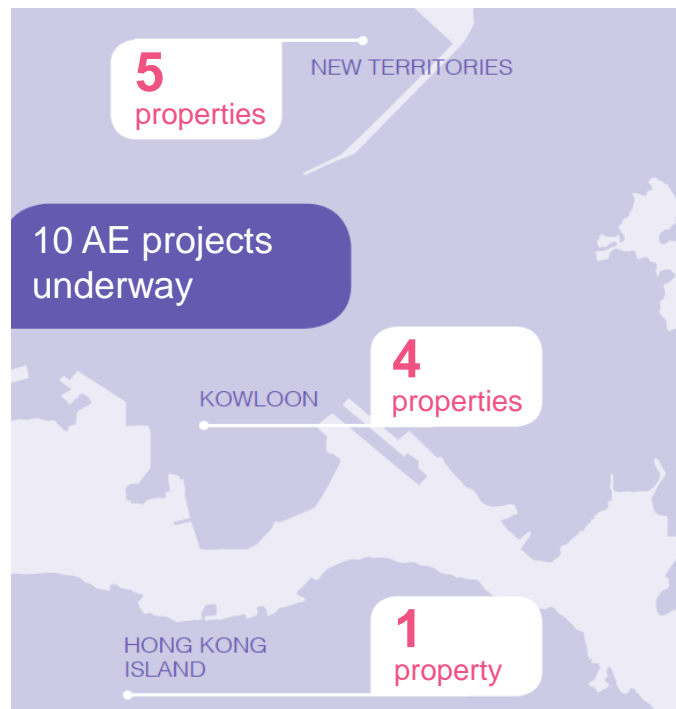 5
properties
NEW TERRITORIES
10 AE projects
underway
4
properties
KOWLOON
1
property
HONG KONG
ISLAND